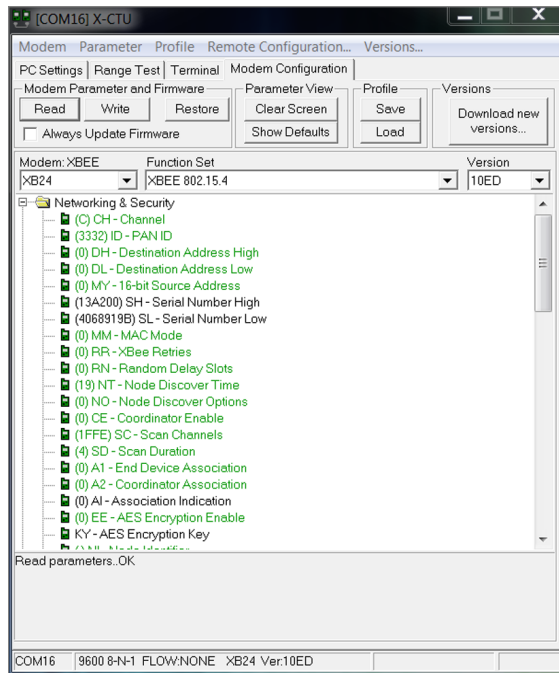 [COM16] X-CTU
Modem Parameter Profile Remote Configuration... Versions...
PC Settings Range Test Terminal Modem Configuration
Modem Parameter and Firmware Parameter View Profile Versions
Read Write Restore Clear Screen Save Download new versions...
Always Update Firmware Show Defaults Load
Modem: XBEE Function Set Version
XB24 XBEE 802.15.4 10ED
Networking & Security
(C) CH - Channel
(3332) ID - PAN ID
(0) DH - Destination Address High
(0) DL - Destination Address Low
(0) MY - 16-bit Source Address
(13A200) SH - Serial Number High
(4068919B) SL - Serial Number Low
(0) MM - MAC Mode
(0) RR - XBee Retries
(0) RN - Random Delay Slots
(19) NT - Node Discover Time
(0) NO - Node Discover Options
(0) CE - Coordinator Enable
(1FFE) SC - Scan Channels
(4) SD - Scan Duration
(0) A1 - End Device Association
(0) A2 - Coordinator Association
(0) AI - Association Indication
(0) EE - AES Encryption Enable
KY - AES Encryption Key
Read parameters..OK
COM16 9600 8-N-1 FLOW:NONE XB24 Ver:10ED